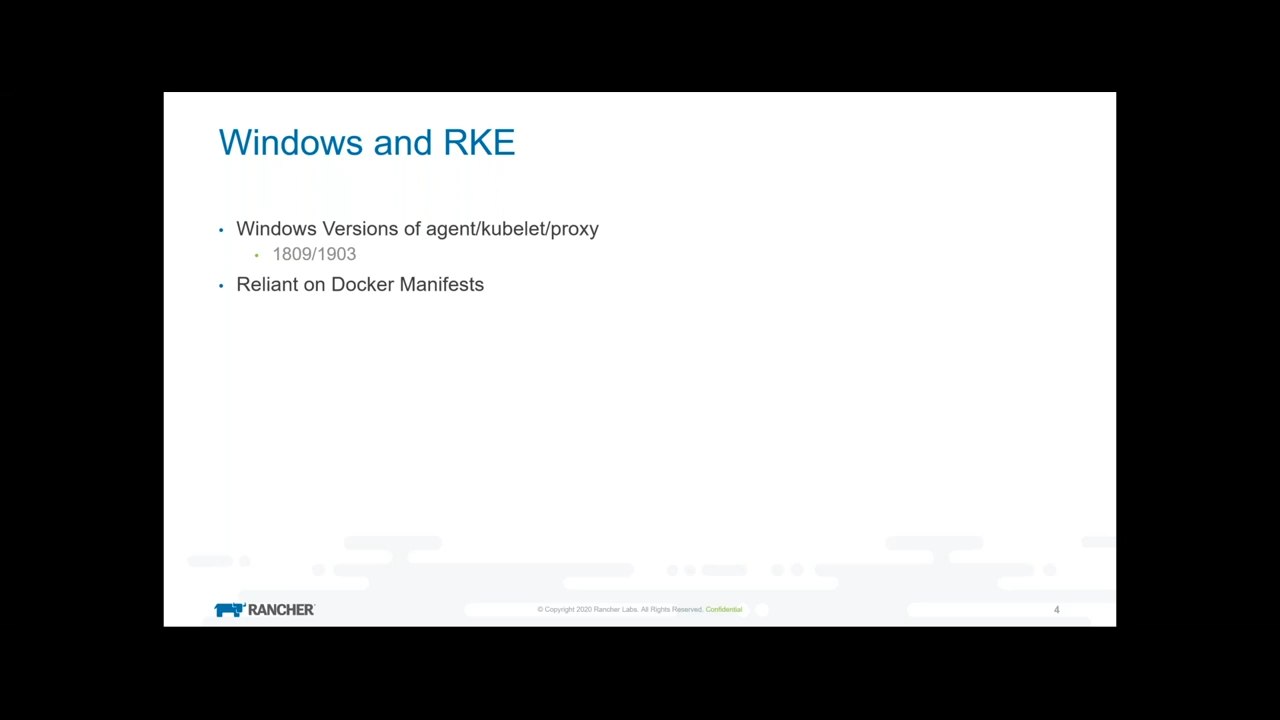 Windows and RKE
• Windows Versions of agent/kubelet/proxy
• 1809/1903
• Reliant on Docker Manifests
RANCHER
© Copyright 2020 Rancher Labs. All Rights Reserved. Confidential
4